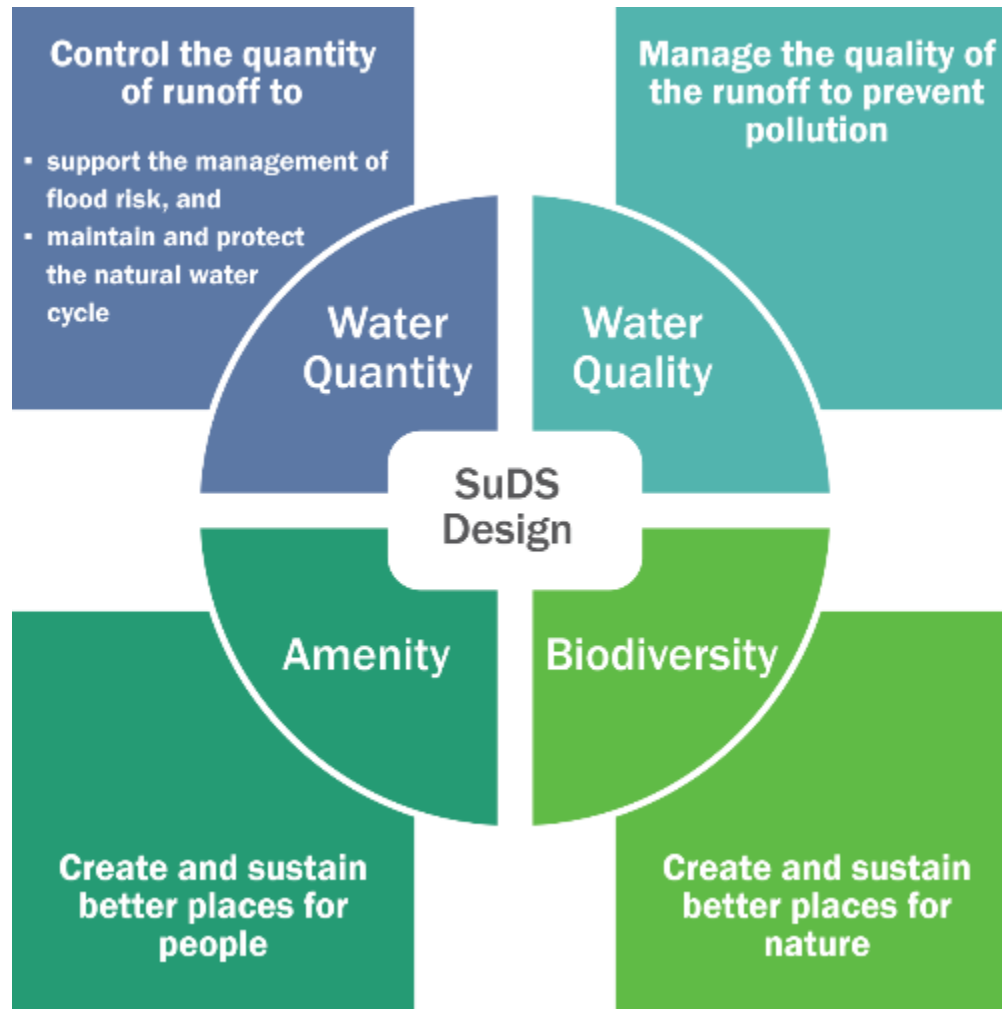 Control the quantity
of runoff to
▪ support the management of
flood risk, and
▪ maintain and protect
the natural water
cycle
Manage the quality of
the runoff to prevent
pollution
Water
Quantity
Water
Quality
SuDS
Design
Amenity
Biodiversity
Create and sustain
better places for
people
Create and sustain
better places for
nature